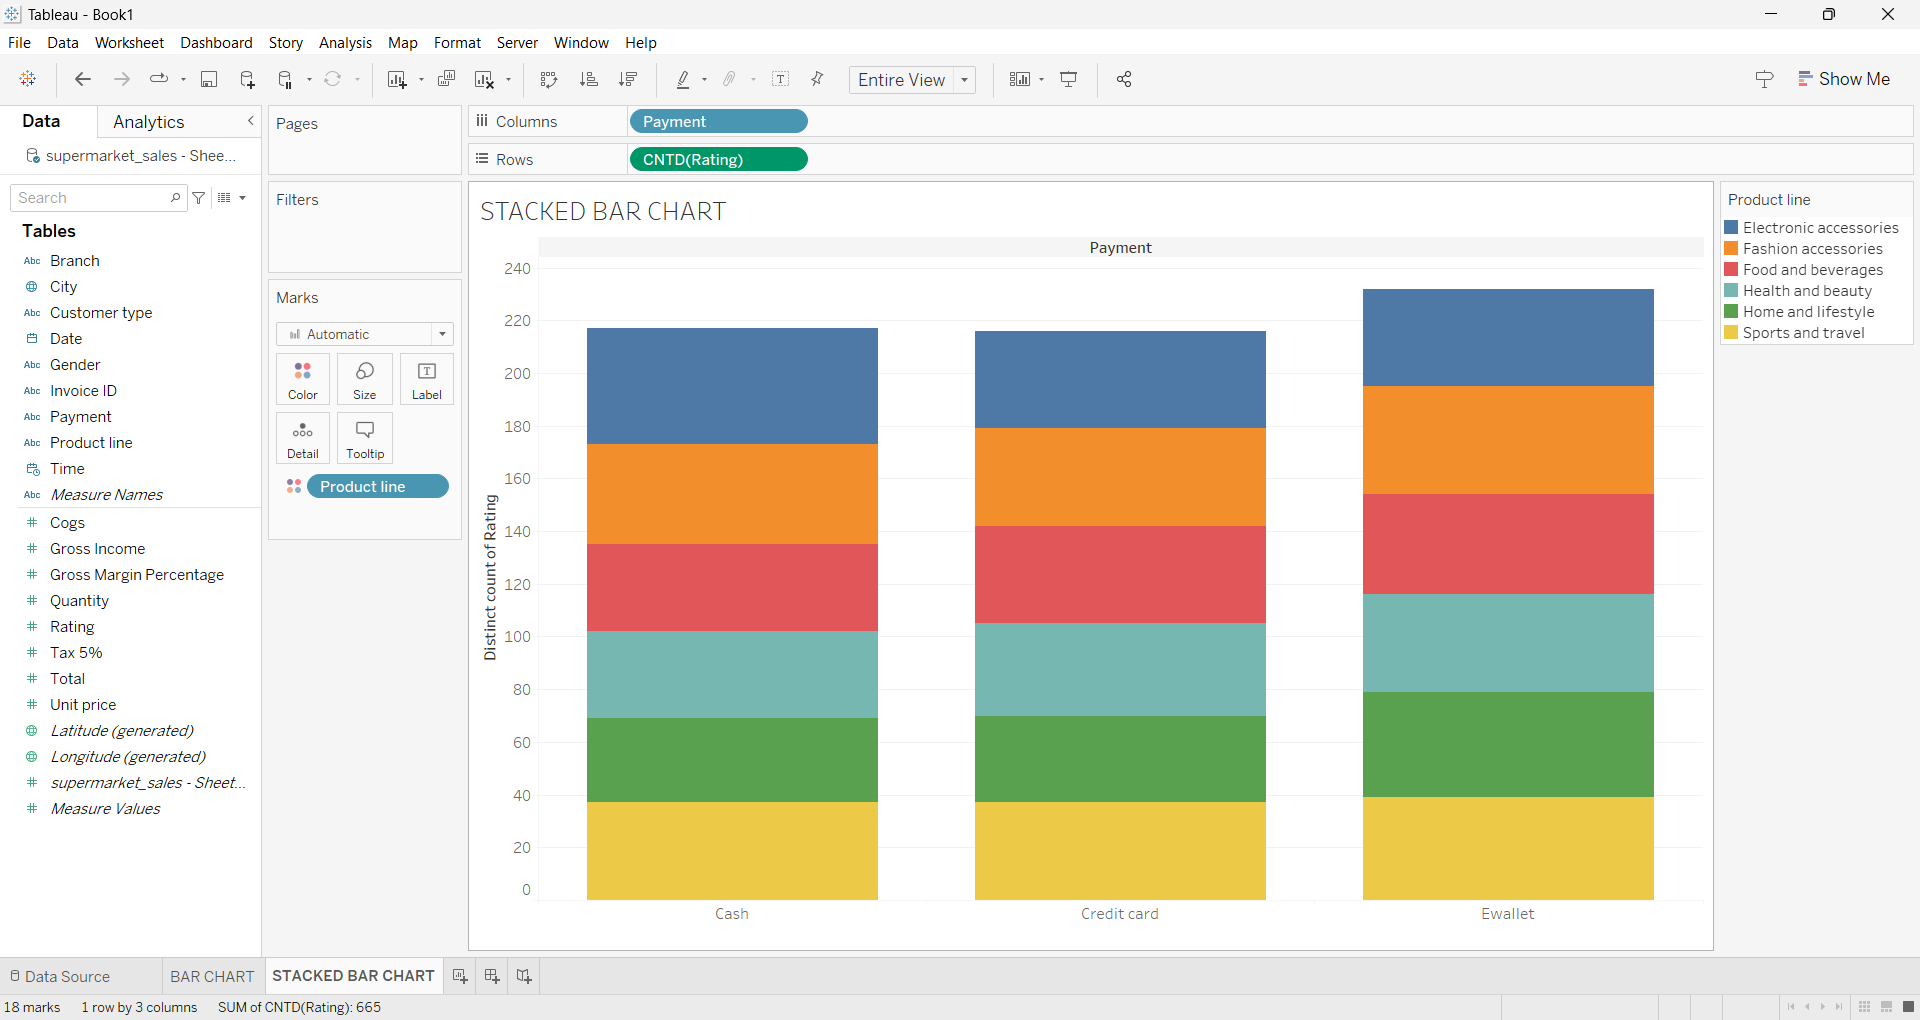 Tableau - Book1
File Data Worksheet Dashboard Story Analysis Map Format Server Window Help
Entire View
Show Me
Data
Analytics
supermarket_sales - Shee...
Search
Tables
Abc Branch
City
Abc Customer type
Date
Abc Gender
Abc Invoice ID
Abc Payment
Abc Product line
Time
Abc Measure Names
# Cogs
# Gross Income
# Gross Margin Percentage
# Quantity
# Rating
# Tax 5%
# Total
# Unit price
Latitude (generated)
Longitude (generated)
# supermarket_sales - Sheet...
# Measure Values
Pages
Filters
Marks
Automatic
Color
Size
T
Label
Detail
Tooltip
Product line
Columns
Payment
Rows
CNTD(Rating)
STACKED BAR CHART
Payment
Distinct count of Rating
240
220
200
180
160
140
120
100
80
60
40
20
0
Cash
Credit card
Ewallet
Product line
Electronic accessories
Fashion accessories
Food and beverages
Health and beauty
Home and lifestyle
Sports and travel
Data Source
BAR CHART
STACKED BAR CHART
18 marks 1 row by 3 columns SUM of CNTD(Rating): 665